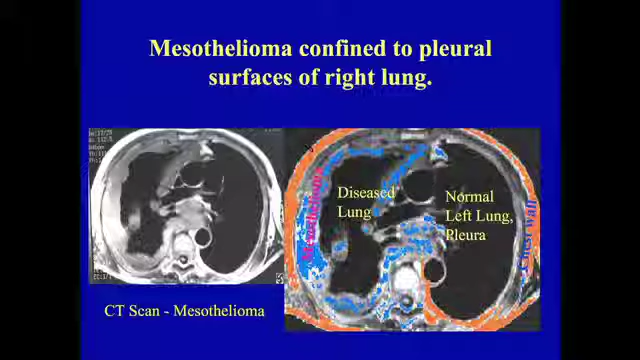 Mesothelioma confined to pleural
surfaces of right lung.
Mesothelioma
Diseased
Lung
Normal
Left Lung,
Pleura
Chest wall
CT Scan - Mesothelioma